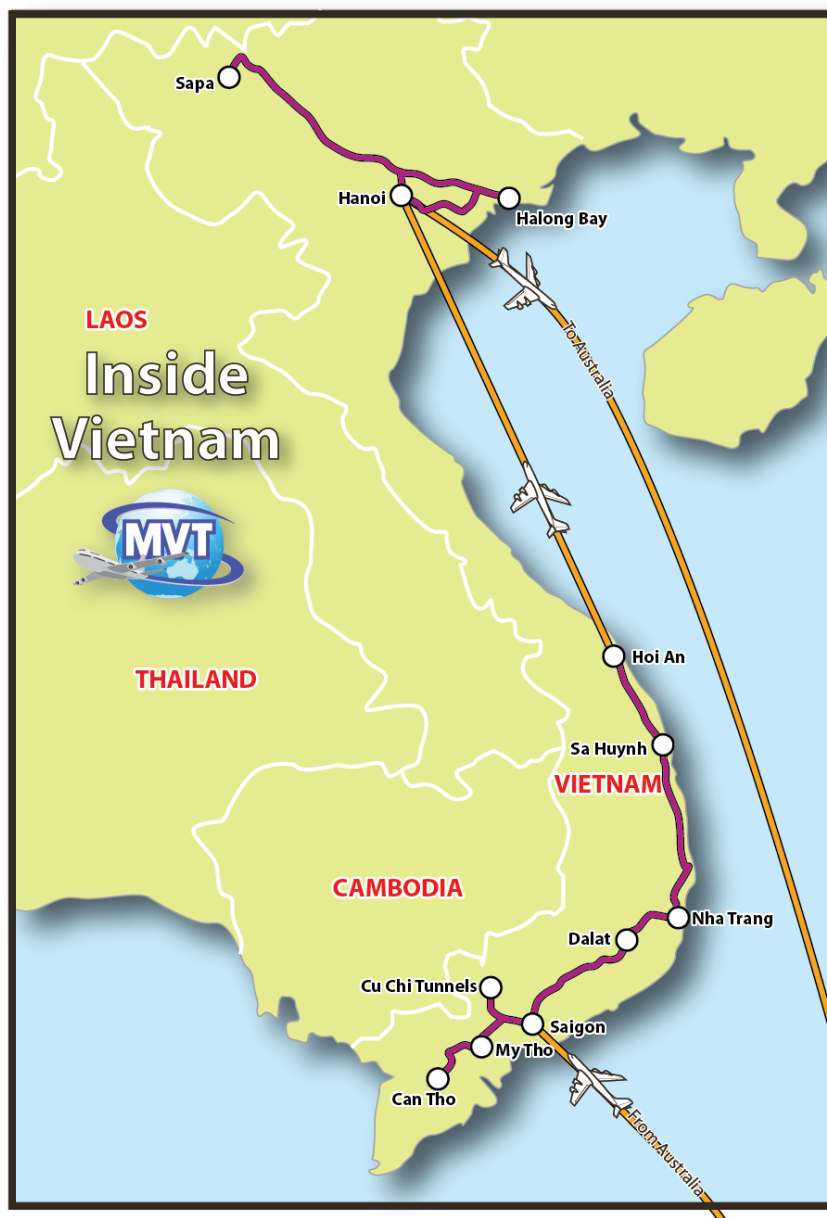 Sapa
Hanoi
Halong Bay
LAOS
To Australia
Inside
Vietnam
MVT
Hoi An
THAILAND
Sa Huynh
VIETNAM
CAMBODIA
Nha Trang
Dalat
Cu Chi Tunnels
Saigon
My Tho
Can Tho
From Australia